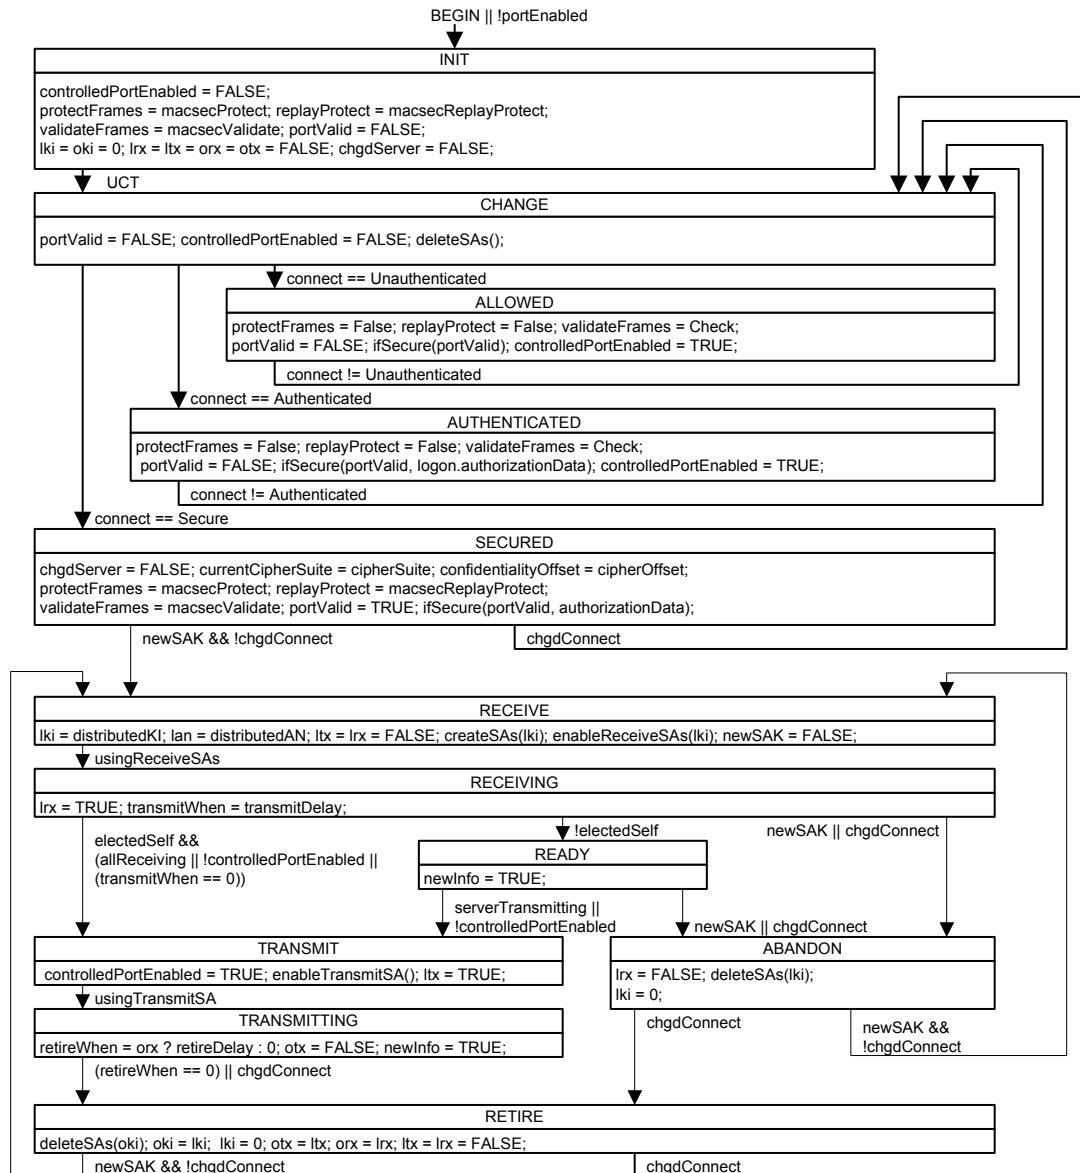 BEGIN || !portEnabled
INIT
controlledPortEnabled = FALSE;
protectFrames = macsecProtect; replayProtect = macsecReplayProtect;
validateFrames = macsecValidate; portValid = FALSE;
lki = oki = 0; lrx = ltx = orx = otx = FALSE; chgdServer = FALSE;
UCT
CHANGE
portValid = FALSE; controlledPortEnabled = FALSE; deleteSAs();
connect == Unauthenticated
ALLOWED
protectFrames = False; replayProtect = False; validateFrames = Check;
portValid = FALSE; ifSecure(portValid); controlledPortEnabled = TRUE;
connect != Unauthenticated
connect == Authenticated
AUTHENTICATED
protectFrames = False; replayProtect = False; validateFrames = Check;
portValid = FALSE; ifSecure(portValid, logon.authorizationData); controlledPortEnabled = TRUE;
connect != Authenticated
connect == Secure
SECURED
chgdServer = FALSE; currentCipherSuite = cipherSuite; confidentialityOffset = cipherOffset;
protectFrames = macsecProtect; replayProtect = macsecReplayProtect;
validateFrames = macsecValidate; portValid = TRUE; ifSecure(portValid, authorizationData);
newSAK && !chgdConnect
chgdConnect
RECEIVE
lki = distributedKI; lan = distributedAN; ltx = lrx = FALSE; createSAs(lki); enableReceiveSAs(lki); newSAK = FALSE;
usingReceiveSAs
RECEIVING
lrx = TRUE; transmitWhen = transmitDelay;
electedSelf &&
(allReceiving || !controlledPortEnabled ||
(transmitWhen == 0))
!electedSelf
newSAK || chgdConnect
READY
newInfo = TRUE;
serverTransmitting ||
!controlledPortEnabled
newSAK || chgdConnect
TRANSMIT
controlledPortEnabled = TRUE; enableTransmitSA(); ltx = TRUE;
ABANDON
lrx = FALSE; deleteSAs(lki);
lki = 0;
usingTransmitSA
TRANSMITTING
retireWhen = orx ? retireDelay : 0; otx = FALSE; newInfo = TRUE;
chgdConnect
newSAK &&
!chgdConnect
(retireWhen == 0) || chgdConnect
RETIRE
deleteSAs(oki); oki = lki; lki = 0; otx = ltx; orx = lrx; ltx = lrx = FALSE;
newSAK && !chgdConnect
chgdConnect